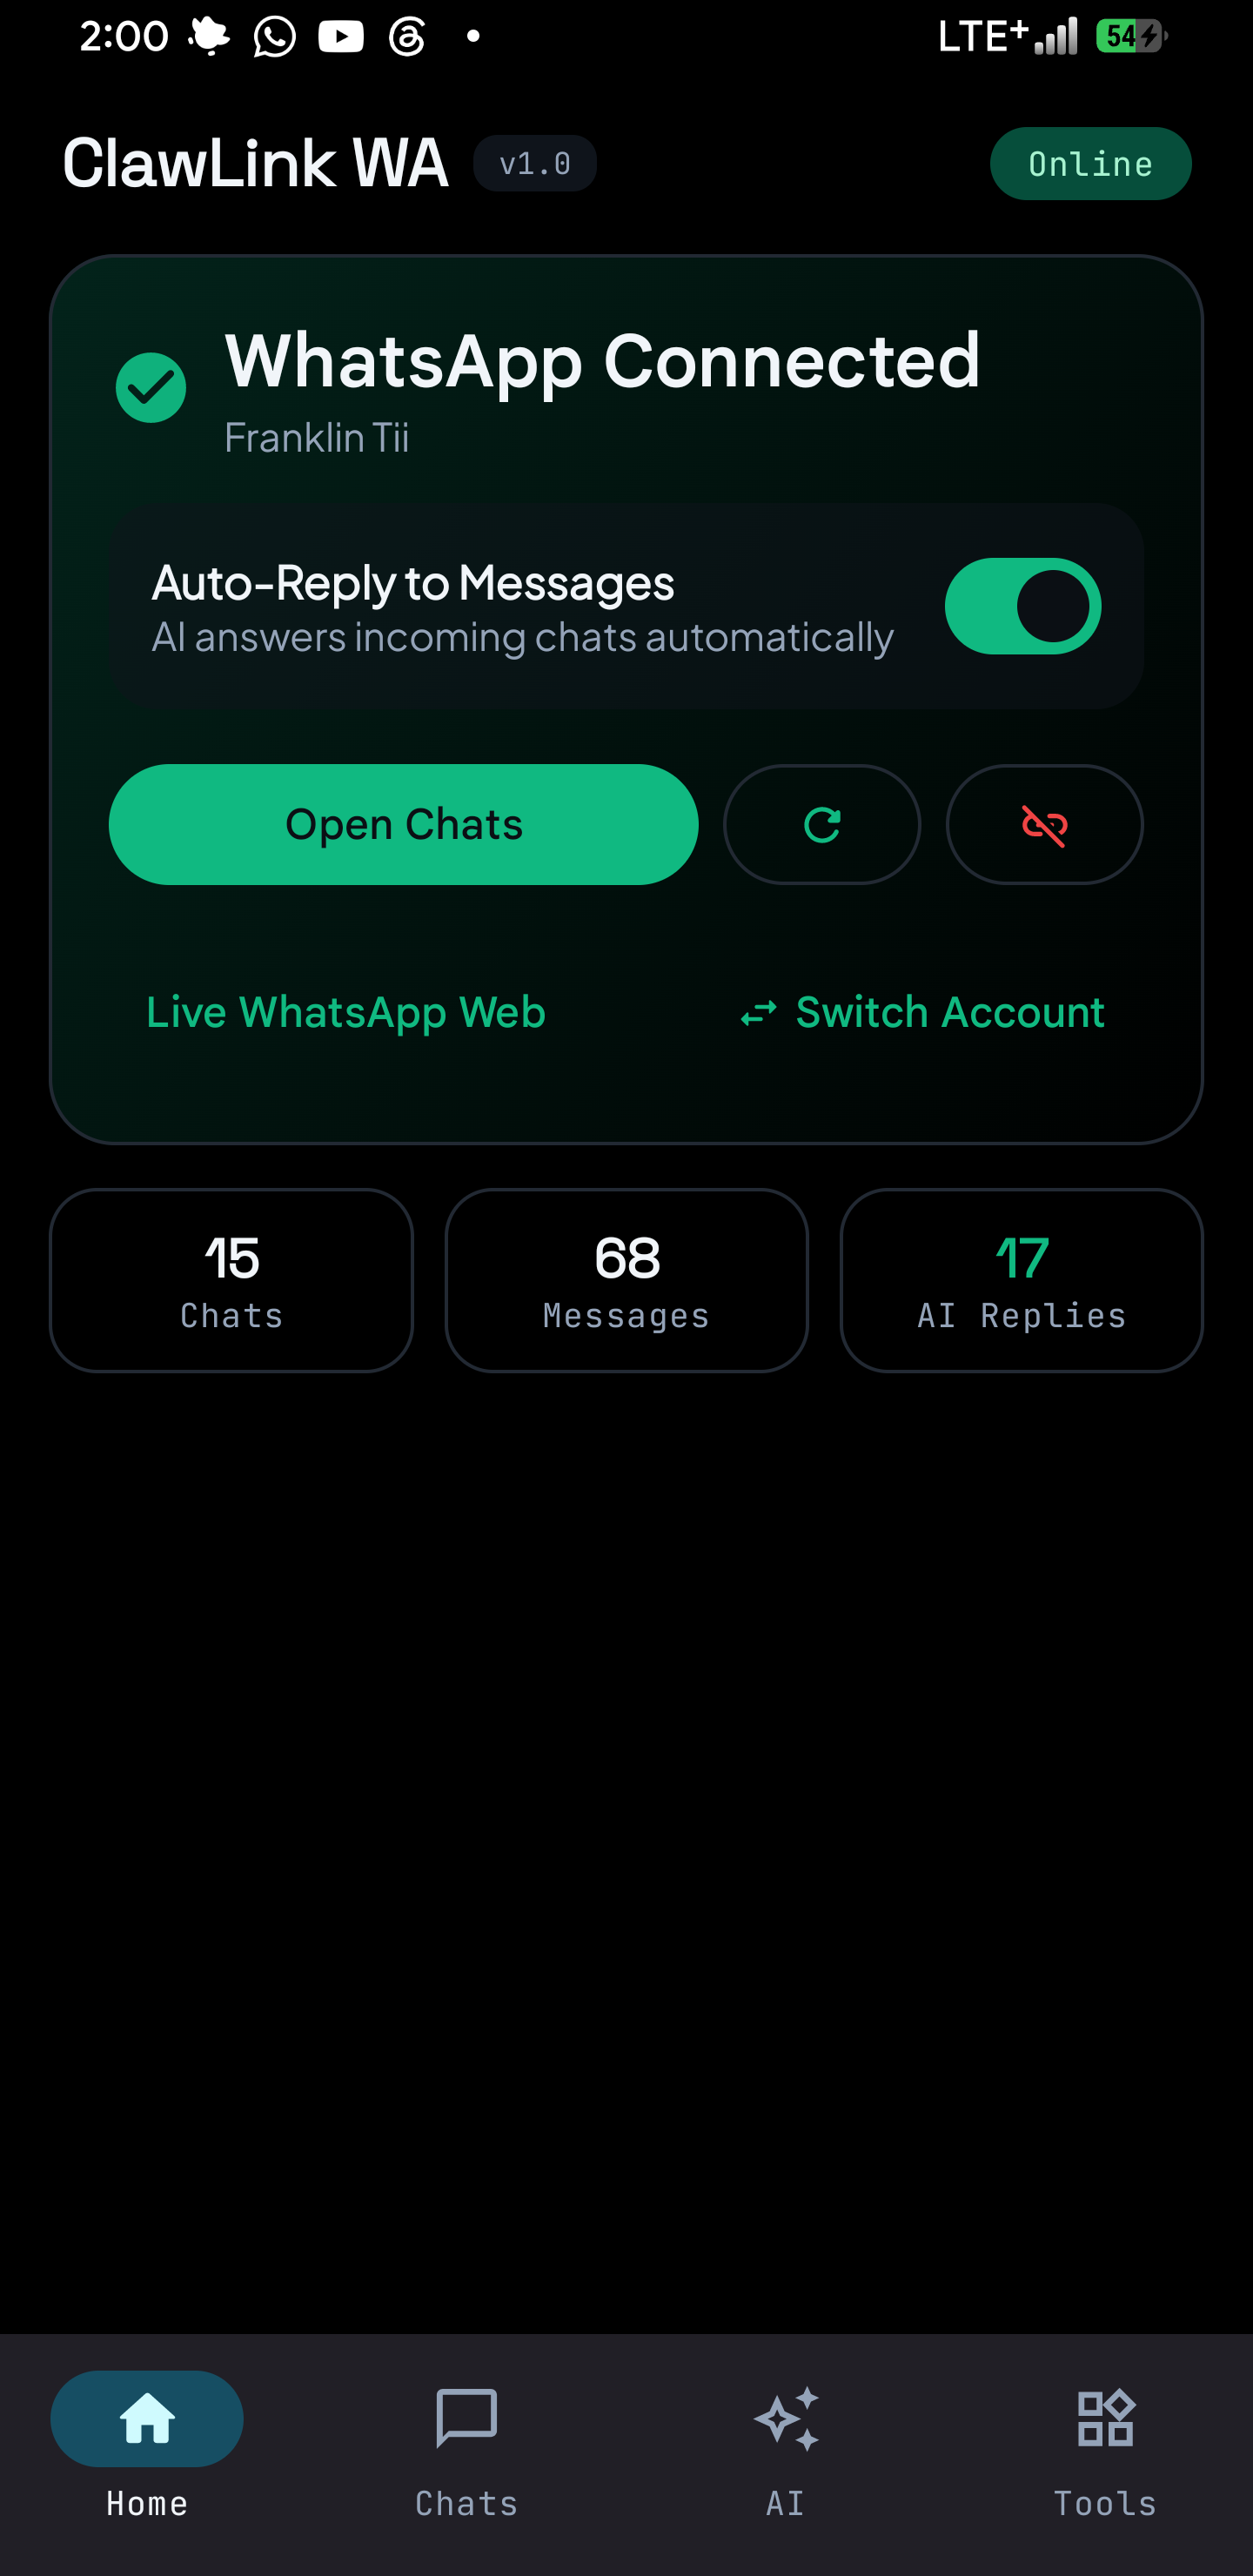 2:00 LTE+ 54
ClawLink WA v1.0 Online
WhatsApp Connected
Franklin Tii
Auto-Reply to Messages
AI answers incoming chats automatically
Open Chats
Live WhatsApp Web Switch Account
15 68 17
Chats Messages AI Replies
Home Chats AI Tools